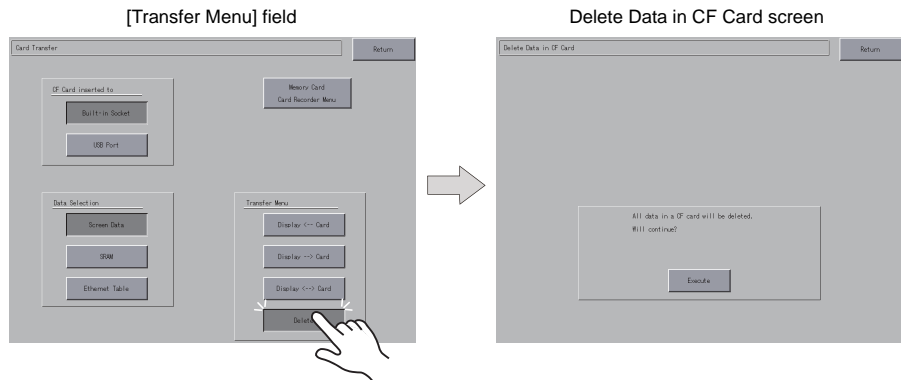 [Transfer Menu] field
Delete Data in CF Card screen
Card Transfer
Return
CF Card inserted to
Built-in Socket
USB Port
Memory Card
Card Recorder Menu
Data Selection
Screen Data
SRAM
Ethernet Table
Transfer Menu
Display <-- Card
Display --> Card
Display <--> Card
Delete
Delete Data in CF Card
Return
All data in a CF card will be deleted.
Will continue?
Execute